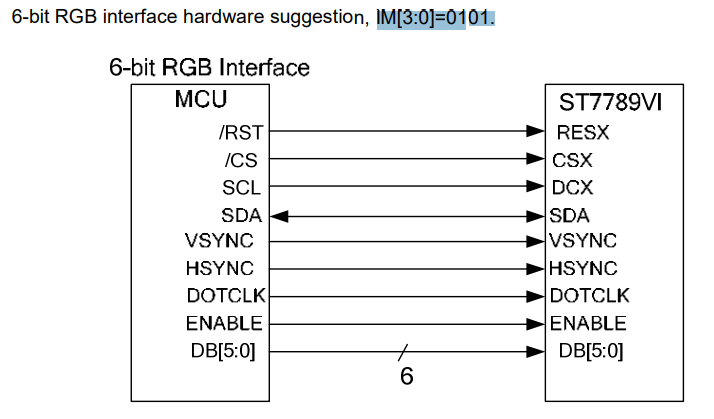 6-bit RGB interface hardware suggestion, IM[3:0]=0101.
6-bit RGB Interface
MCU
ST7789VI
/RST
RESX
/CS
CSX
SCL
DCX
SDA
SDA
VSYNC
VSYNC
HSYNC
HSYNC
DOTCLK
DOTCLK
ENABLE
ENABLE
DB[5:0]
DB[5:0]
6